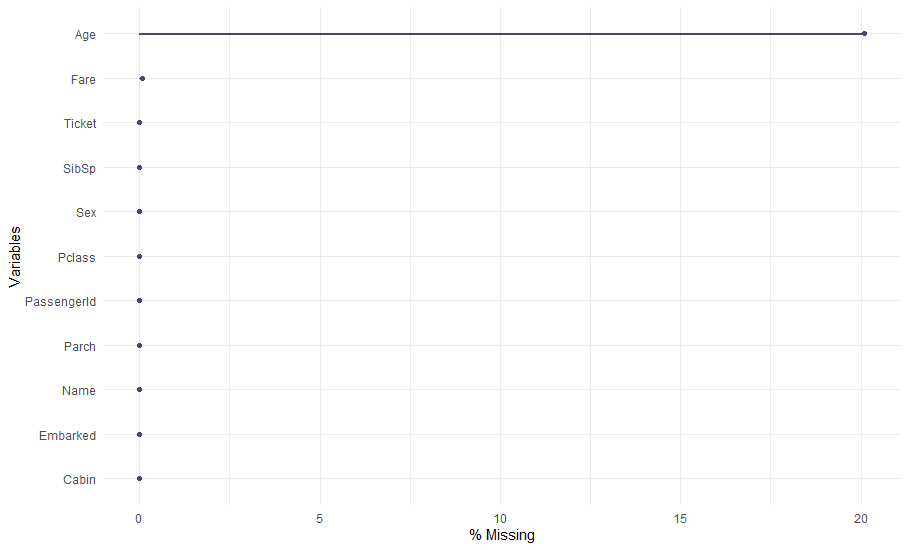 Variables
Age
Fare
Ticket
SibSp
Sex
Pclass
PassengerId
Parch
Name
Embarked
Cabin
0 5 10 15 20
% Missing